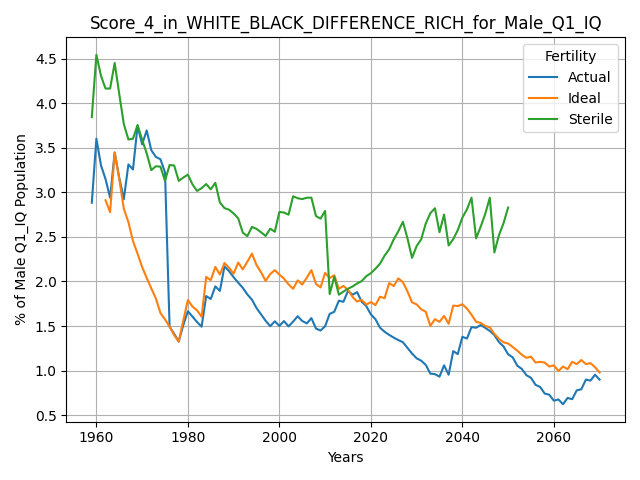 Score_4_in_WHITE_BLACK_DIFFERENCE_RICH_for_Male_Q1_IQ
Fertility
Actual
Ideal
Sterile
% of Male Q1_IQ Population
4.5
4.0
3.5
3.0
2.5
2.0
1.5
1.0
0.5
1960
1980
2000
2020
2040
2060
Years